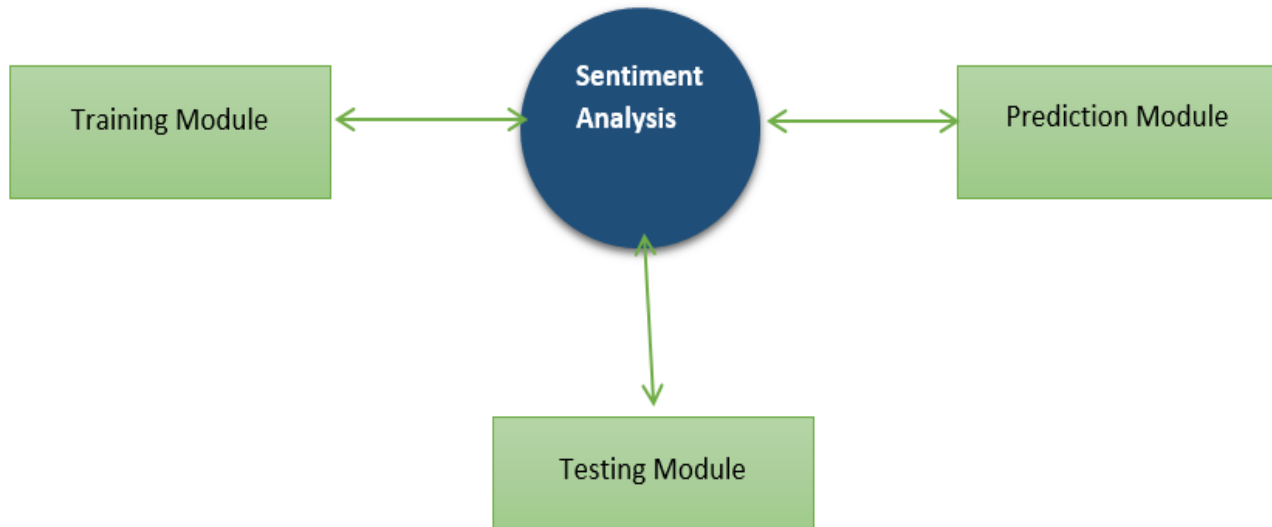 Sentiment
Analysis
Training Module
Prediction Module
Testing Module